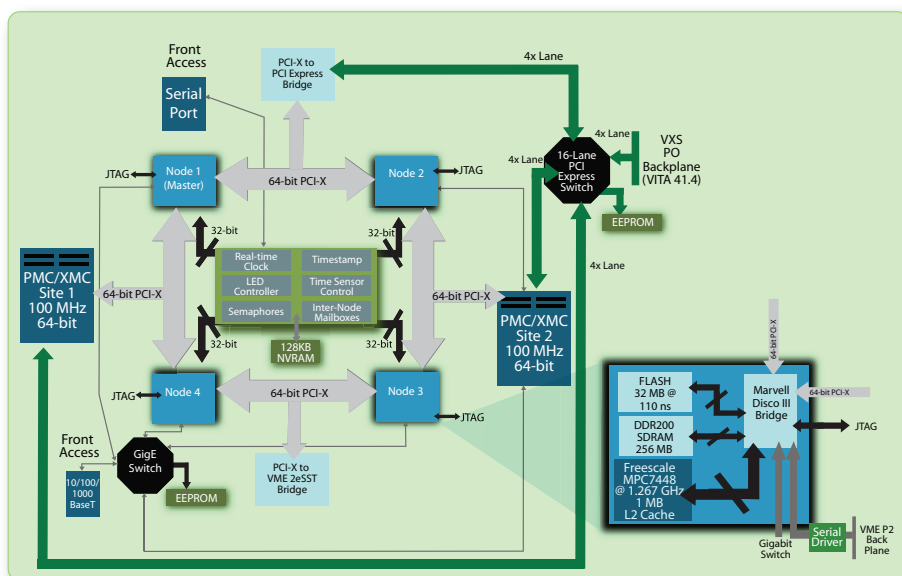 4x Lane
PCI-X to
PCI Express
Bridge
Front
Access
Serial
Port
4x Lane
VXS
PO
Backplane
(VITA 41.4)
16-Lane
PCI
Express
Switch
4x Lane
EEPROM
4x Lane
JTAG
Node 1
(Master)
64-bit PCI-X
Node 2
JTAG
32-bit
32-bit
Real-time
Clock
Timestamp
LED
Controller
Time Sensor
Control
Semaphores
Inter-Node
Mailboxes
PMC/XMC
Site 1
100 MHz
64-bit
64-bit PCI-X
64-bit PCI-X
PMC/XMC
Site 2
100 MHz
64-bit
32-bit
32-bit
128KB
NVRAM
JTAG
Node 4
64-bit PCI-X
Node 3
JTAG
Front
Access
GigE
Switch
10/100/
1000
BaseT
EEPROM
PCI-X to
VME 2eSST
Bridge
64-bit PCI-X
FLASH
32 MB @
110 ns
Marvell
Disco III
Bridge
64-bit PCI-X
DDR200
SDRAM
256 MB
JTAG
Freescale
MPC7448
@ 1.267 GHz
1 MB
L2 Cache
Gigabit
Switch
Serial
Driver
VME P2
Back
Plane